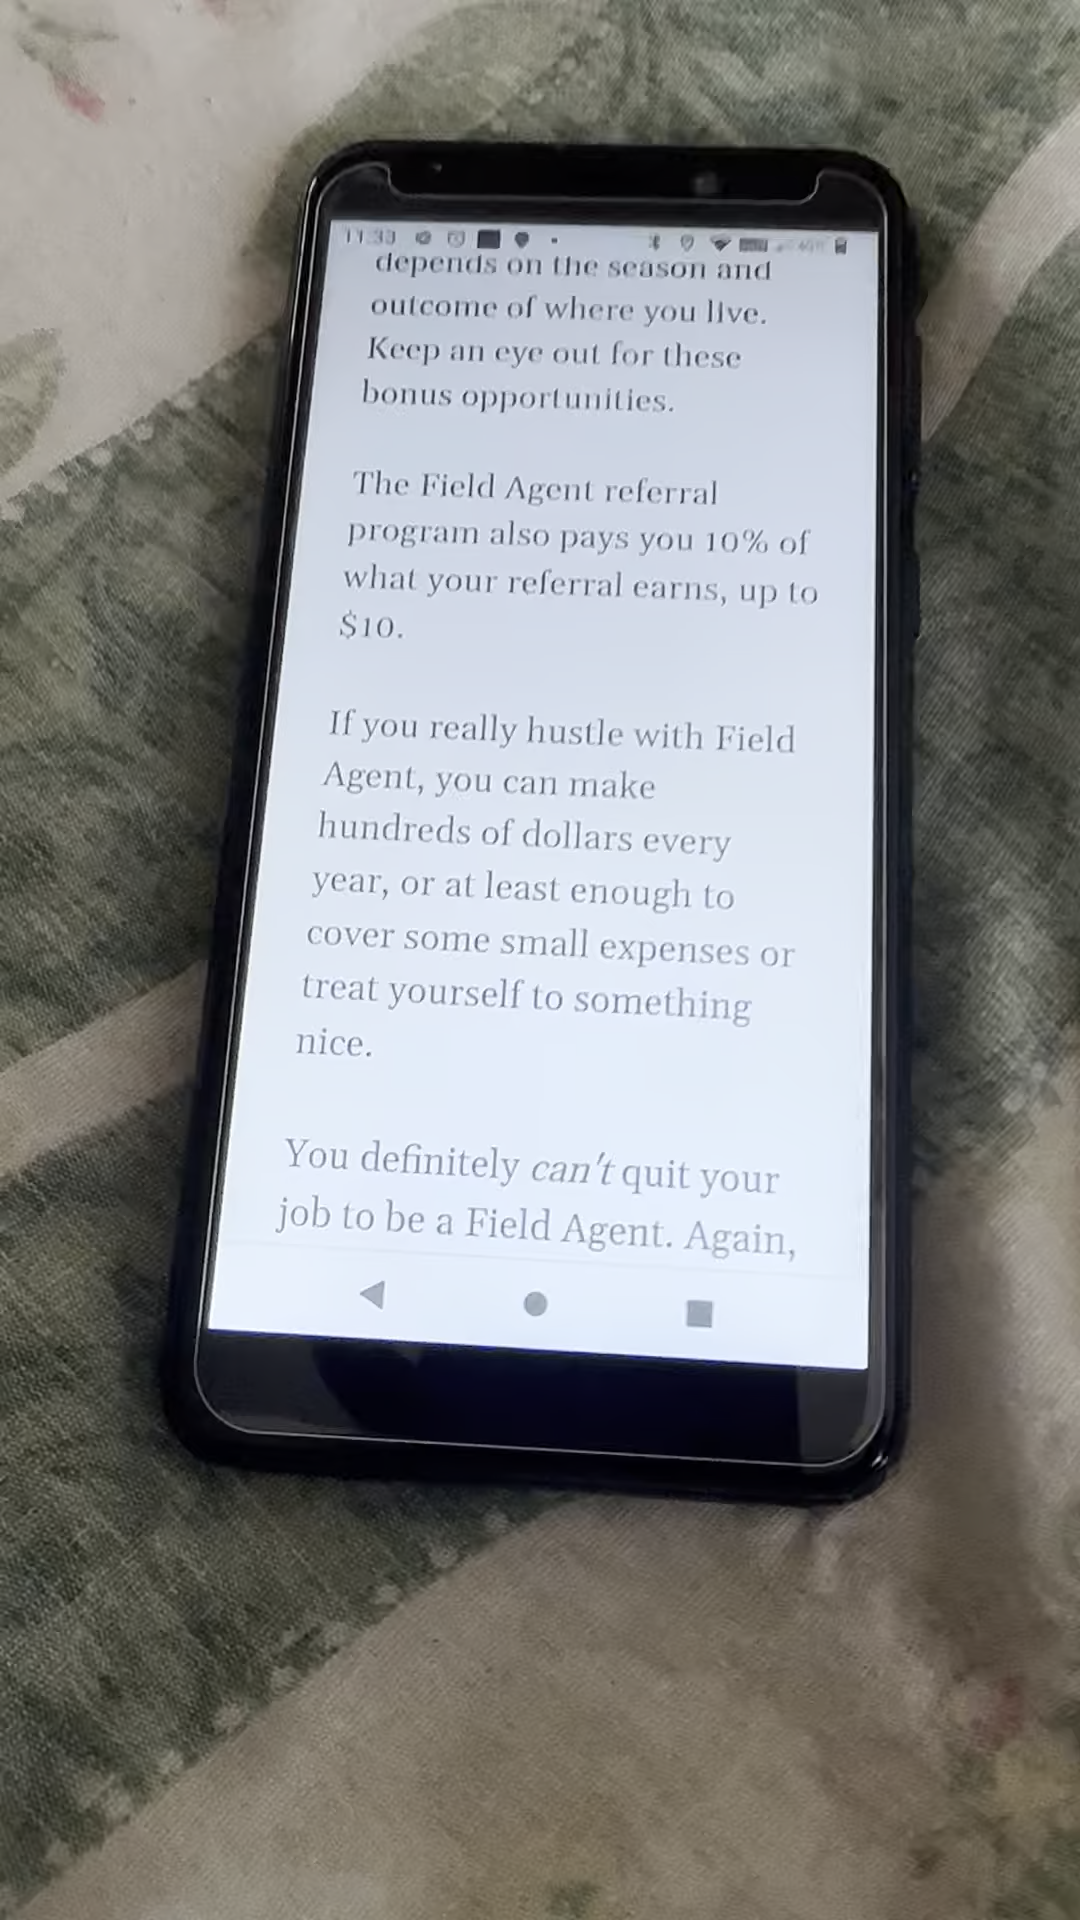 11:33
depends on the season and
outcome of where you live.
Keep an eye out for these
bonus opportunities.
The Field Agent referral
program also pays you 10% of
what your referral earns, up to
$10.
If you really hustle with Field
Agent, you can make
hundreds of dollars every
year, or at least enough to
cover some small expenses or
treat yourself to something
nice.
You definitely can't quit your
job to be a Field Agent. Again,